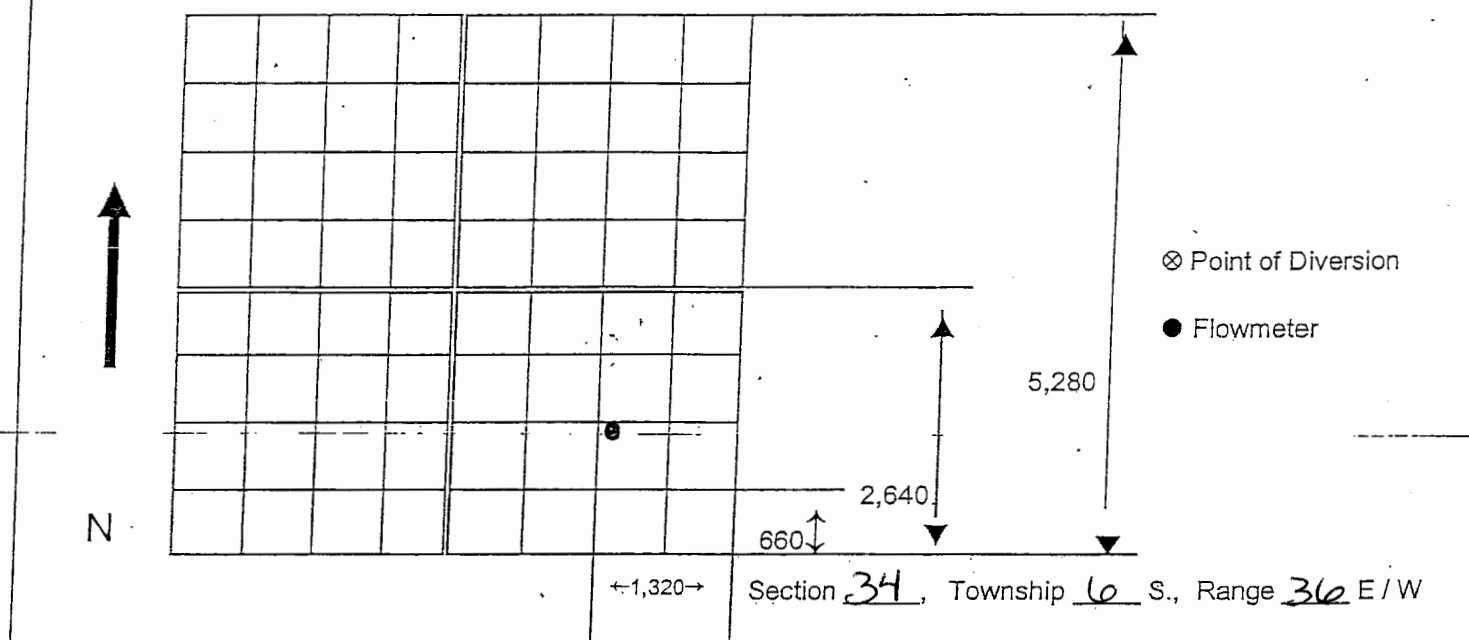 ⊗ Point of Diversion
● Flowmeter
5,280
2,640
660
N
←1,320→ Section 34, Township 6 S., Range 36 E / W